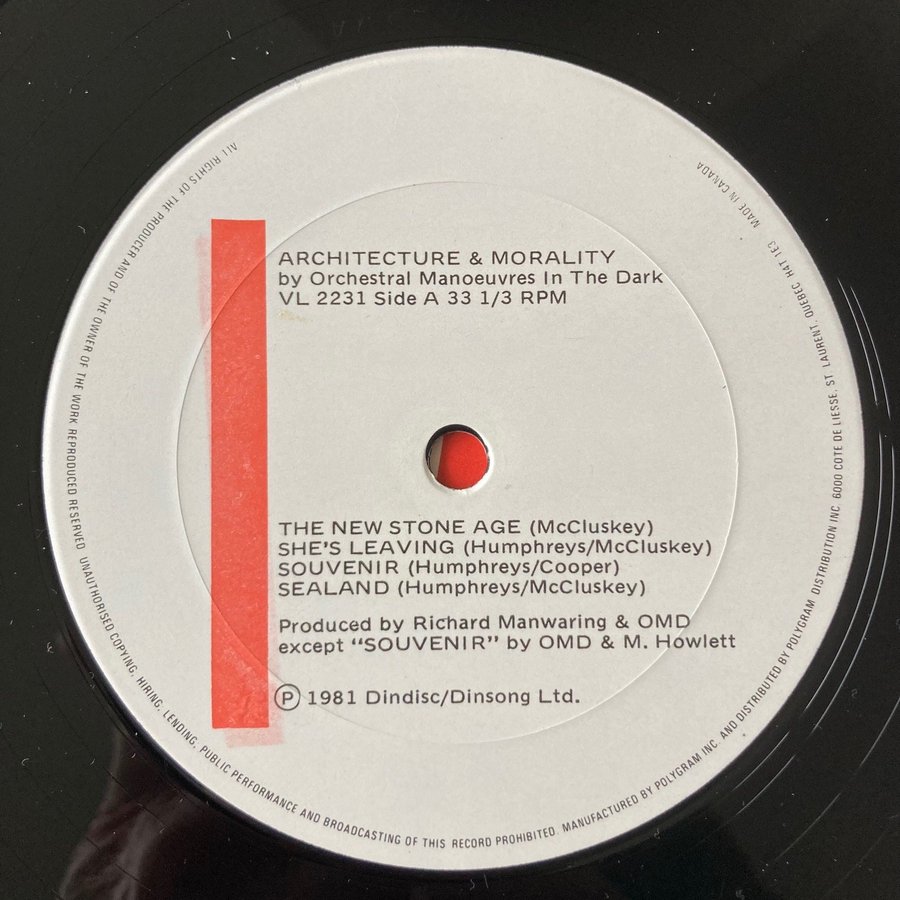 ARCHITECTURE & MORALITY
by Orchestral Manoeuvres In The Dark
VL 2231 Side A 33 1/3 RPM
THE NEW STONE AGE (McCluskey)
SHE'S LEAVING (Humphreys/McCluskey)
SOUVENIR (Humphreys/Cooper)
SEALAND (Humphreys/McCluskey)
Produced by Richard Manwaring & OMD
except “SOUVENIR” by OMD & M. Howlett
Ⓟ 1981 Dindisc/Dinsong Ltd.
ALL RIGHTS OF THE PRODUCER AND OF THE OWNER OF THE WORK REPRODUCED RESERVED. UNAUTHORISED COPYING, HIRING, LENDING, PUBLIC PERFORMANCE AND BROADCASTING OF THIS RECORD PROHIBITED. MANUFACTURED BY POLYGRAM INC. AND DISTRIBUTED BY POLYGRAM DISTRIBUTION INC. 6000 COTE DE LIESSE, ST. LAURENT, QUEBEC H4T 1E3 MADE IN CANADA